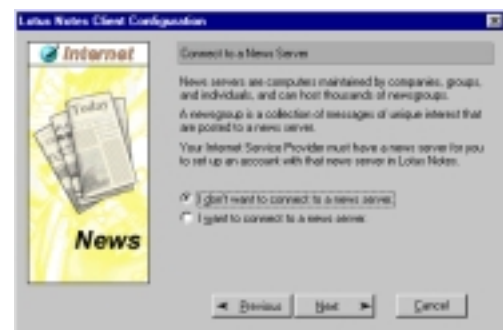 Lotus Notes Client Configuration
Internet
Connect to a News Server
News servers are computers maintained by companies, groups,
and individuals, and can host thousands of newsgroups.
A newsgroup is a collection of messages of unique interest that
are posted to a news server.
Your Internet Service Provider must have a news server for you
to set up an account with that news server in Lotus Notes.
Today
I don't want to connect to a news server.
I want to connect to a news server.
News
Previous
Next
Cancel